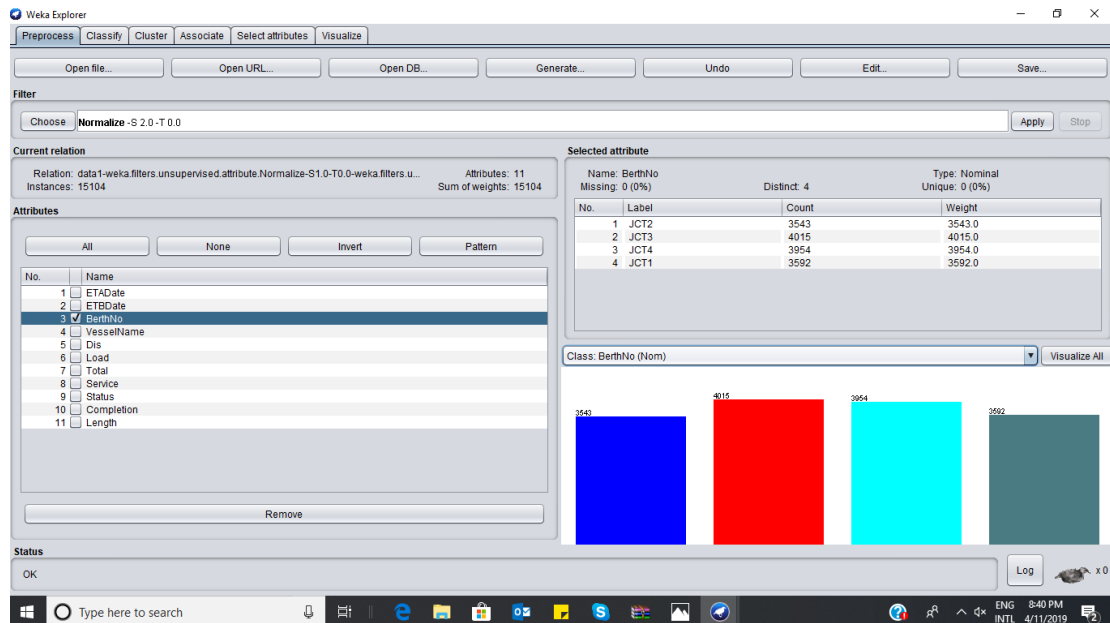 Weka Explorer
Preprocess Classify Cluster Associate Select attributes Visualize
Open file... Open URL... Open DB... Generate... Undo Edit... Save...
Filter
Choose Normalize -S 2.0 -T 0.0 Apply Stop
Current relation
Relation: data1-weka.filters.unsupervised.attribute.Normalize-S1.0-T0.0-weka.filters.u... Attributes: 11
Instances: 15104 Sum of weights: 15104
Attributes
All None Invert Pattern
No. Name
1 ETADate
2 ETBDate
3 BerthNo
4 VesselName
5 Dis
6 Load
7 Total
8 Service
9 Status
10 Completion
11 Length
Remove
Selected attribute
Name: BerthNo Type: Nominal
Missing: 0 (0%) Distinct: 4 Unique: 0 (0%)
No. Label Count Weight
1 JCT2 3543 3543.0
2 JCT3 4015 4015.0
3 JCT4 3954 3954.0
4 JCT1 3592 3592.0
Class: BerthNo (Nom) Visualize All
3543 4015 3954 3592
Status
OK Log x 0
Type here to search ENG 8:40 PM
INTL 4/11/2019 2